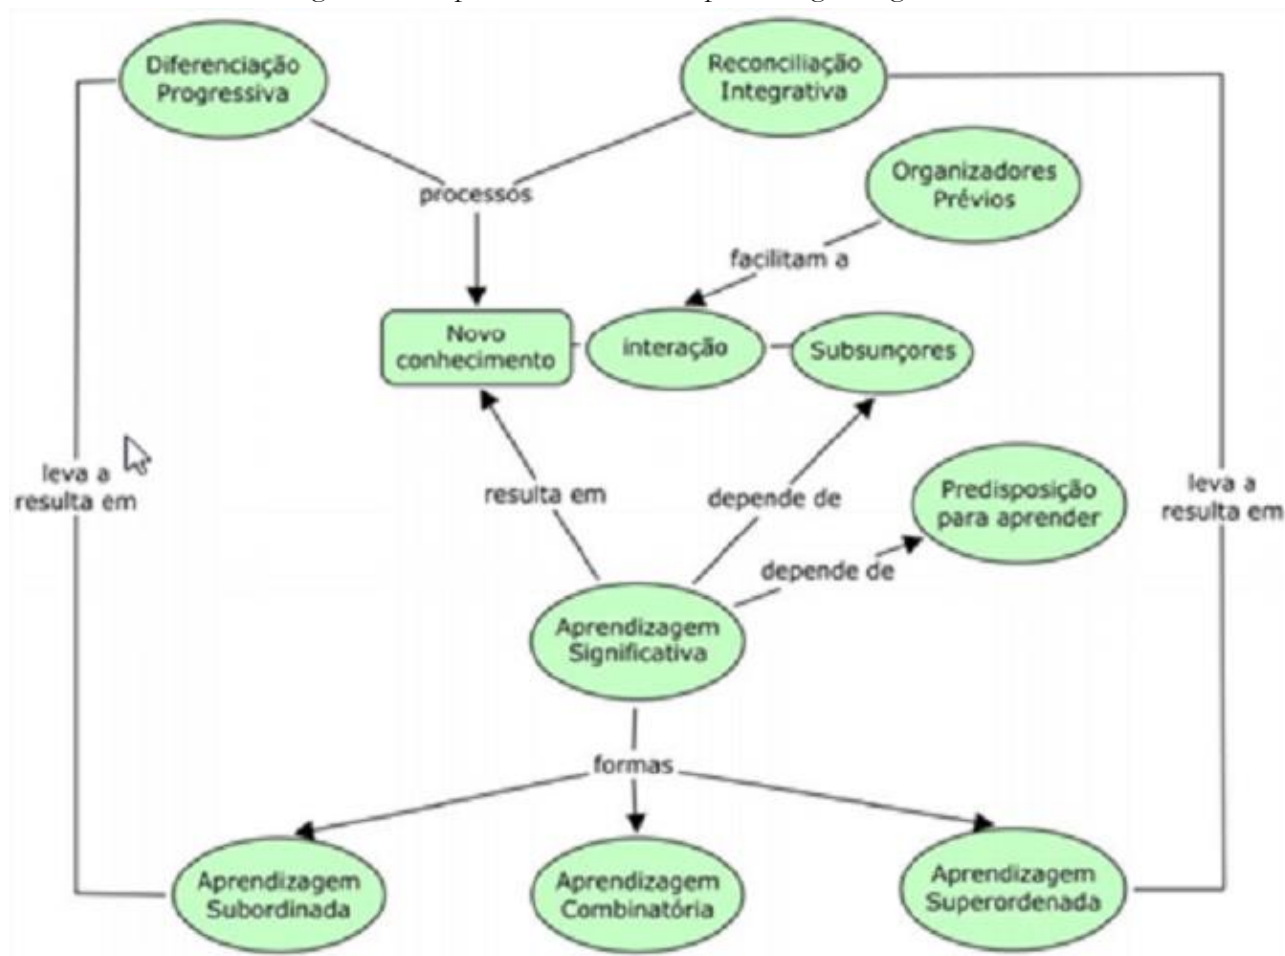 Diferenciação
Progressiva
Reconciliação
Integrativa
Organizadores
Prévios
processos
facilitam a
Novo
conhecimento
interação
Subsunçores
leva a
resulta em
resulta em
depende de
Predisposição
para aprender
leva a
resulta em
depende de
Aprendizagem
Significativa
formas
Aprendizagem
Subordinada
Aprendizagem
Combinatória
Aprendizagem
Superordenada